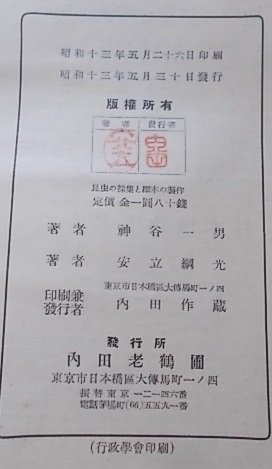 昭和十三年五月二十六日印刷
昭和十三年五月三十日發行
版權所有
著者 發行者
昆虫の採集と標本の製作
定價金一圓八十錢
著者 神谷一男
著者 安立綱光
東京市日本橋區大傳馬町一ノ四
印刷兼發行者 內田作藏
發行所
內田老鶴圃
東京市日本橋區大傳馬町一ノ四
振替東京一二一四六番
電話茅場町(66)五五九一番
(行政學會印刷)